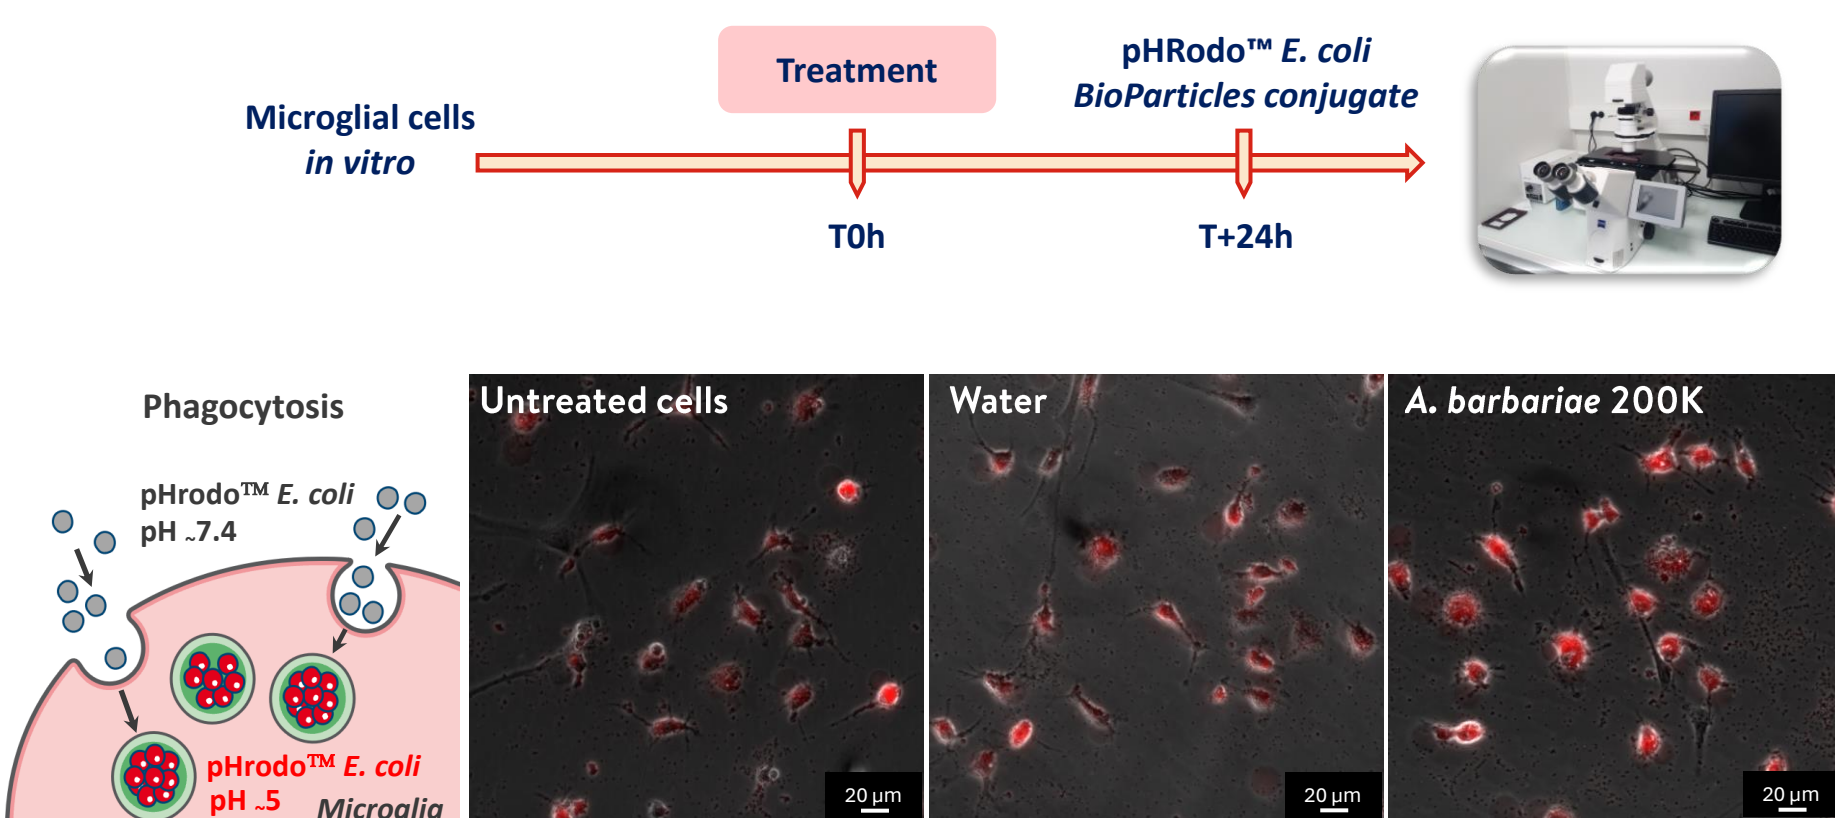 Treatment
pHRodo™ E. coli
BioParticles conjugate
Microglial cells
in vitro
T0h
T+24h
Phagocytosis
pHrodo™ E. coli
pH ~7.4
pHrodo™ E. coli
pH ~5
Microglia
Untreated cells
20 µm
Water
20 µm
A. barbariae 200K
20 µm